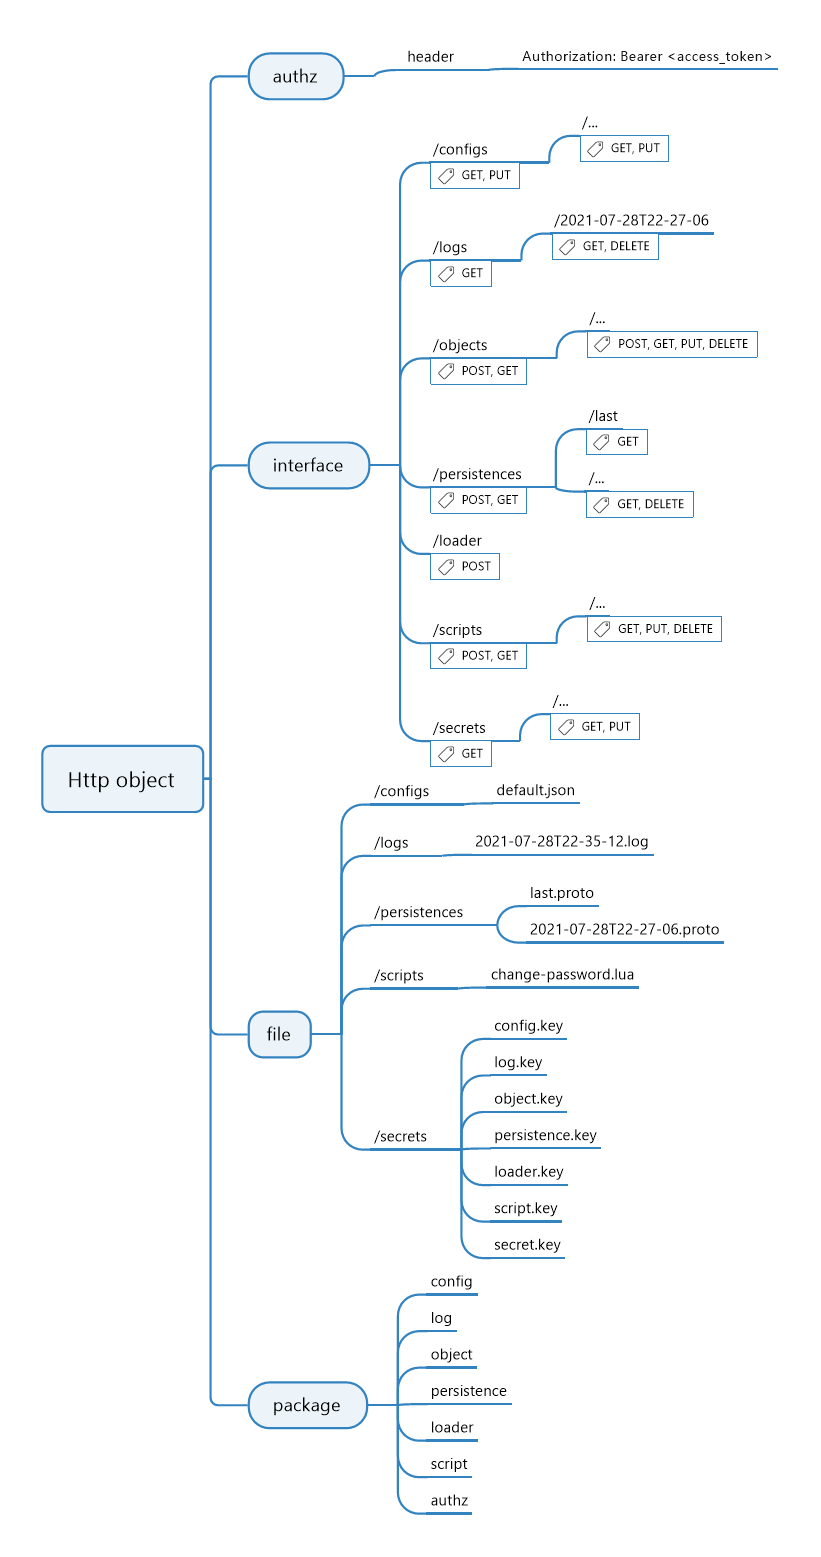 authz
header
Authorization: Bearer <access_token>
/...
GET, PUT
/configs
GET, PUT
/2021-07-28T22-27-06
GET, DELETE
/logs
GET
/...
POST, GET, PUT, DELETE
/objects
POST, GET
/last
GET
/...
GET, DELETE
interface
/persistences
POST, GET
/loader
POST
/...
GET, PUT, DELETE
/scripts
POST, GET
/...
GET, PUT
/secrets
GET
Http object
/configs
default.json
/logs
2021-07-28T22-35-12.log
/persistences
last.proto
2021-07-28T22-27-06.proto
/scripts
change-password.lua
file
/secrets
config.key
log.key
object.key
persistence.key
loader.key
script.key
secret.key
package
config
log
object
persistence
loader
script
authz